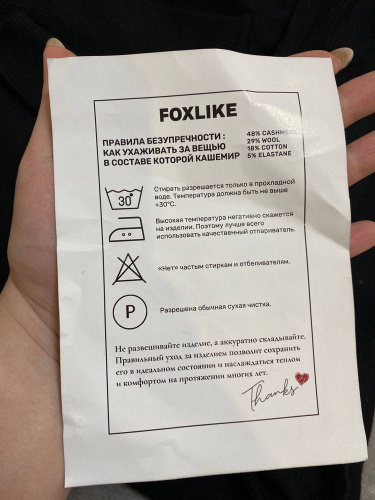 FOXLIKE
ПРАВИЛА БЕЗУПРЕЧНОСТИ :
КАК УХАЖИВАТЬ ЗА ВЕЩЬЮ
В СОСТАВЕ КОТОРОЙ КАШЕМИР
48% CASHM
29% WOOL
18% COTTON
5% ELASTANE
30°
Стирать разрешается только в прохладной
воде. Температура должна быть не выше
+30°С.
Высокая температура негативно скажется
на изделии. Поэтому лучше всего
использовать качественный отпариватель.
«Нет» частым стиркам и отбеливателям.
P
Разрешена обычная сухая чистка.
Не развешивайте изделие, а аккуратно складывайте.
Правильный уход за изделием позволит сохранить
его в идеальном состоянии и наслаждаться теплом
и комфортом на протяжении многих лет.
Thanks